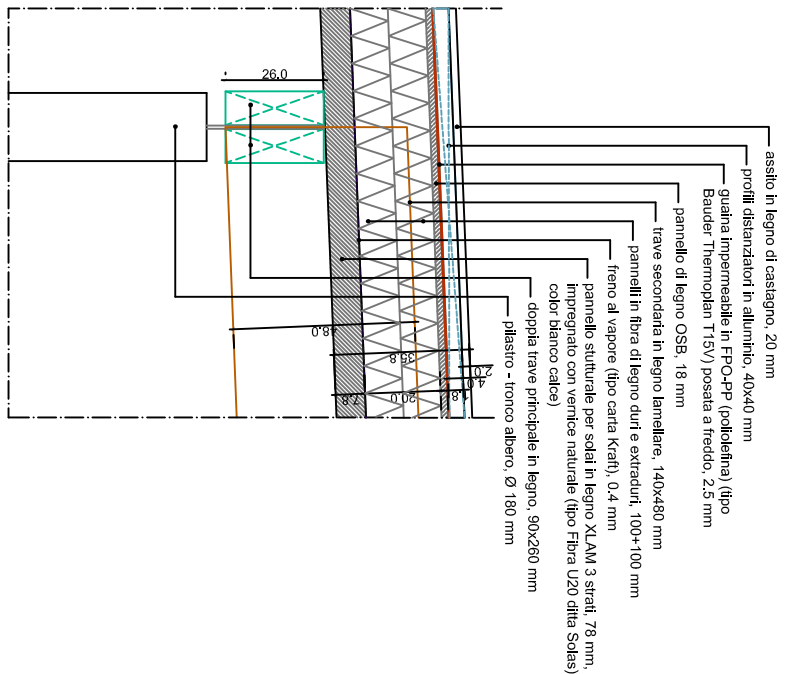 assito in legno di castagno, 20 mm
profili distanziatori in alluminio, 40x40 mm
guaina impermeabile in FPO-PP (poliolefina) (tipo
Bauder Thermoplan T15V) posata a freddo, 2.5 mm
pannello di legno OSB, 18 mm
trave secondaria in legno lamellare, 140x480 mm
pannelli in fibra di legno duri e extraduri, 100+100 mm
freno al vapore (tipo carta Kraft), 0.4 mm
pannello stutturale per solai in legno XLAM 3 strati, 78 mm,
impregnato con vernice naturale (tipo Fibra U20 ditta Solas)
color bianco calce)
doppia trave principale in legno, 90x260 mm
pilastro - tronco albero, Ø 180 mm
26.0
48.0
35.8
2.0
4.0
1.8
20.0
7.8